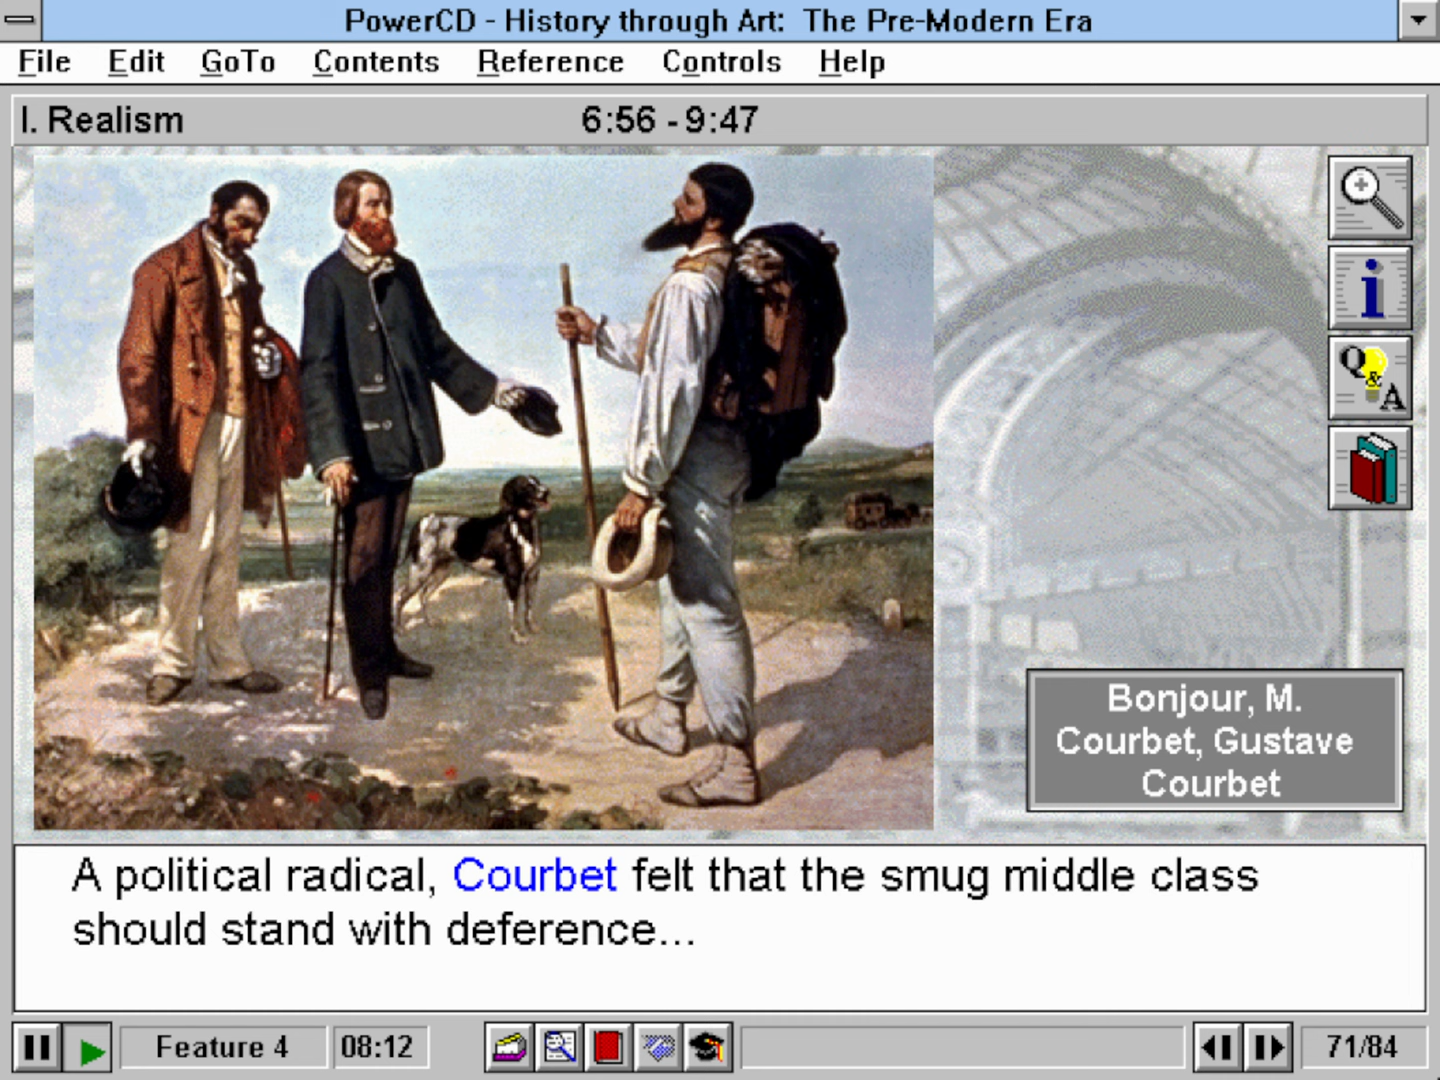 PowerCD - History through Art: The Pre-Modern Era
File Edit GoTo Contents Reference Controls Help
I. Realism 6:56 - 9:47
Q & A
Bonjour, M.
Courbet, Gustave
Courbet
A political radical, Courbet felt that the smug middle class
should stand with deference...
Feature 4 08:12 71/84